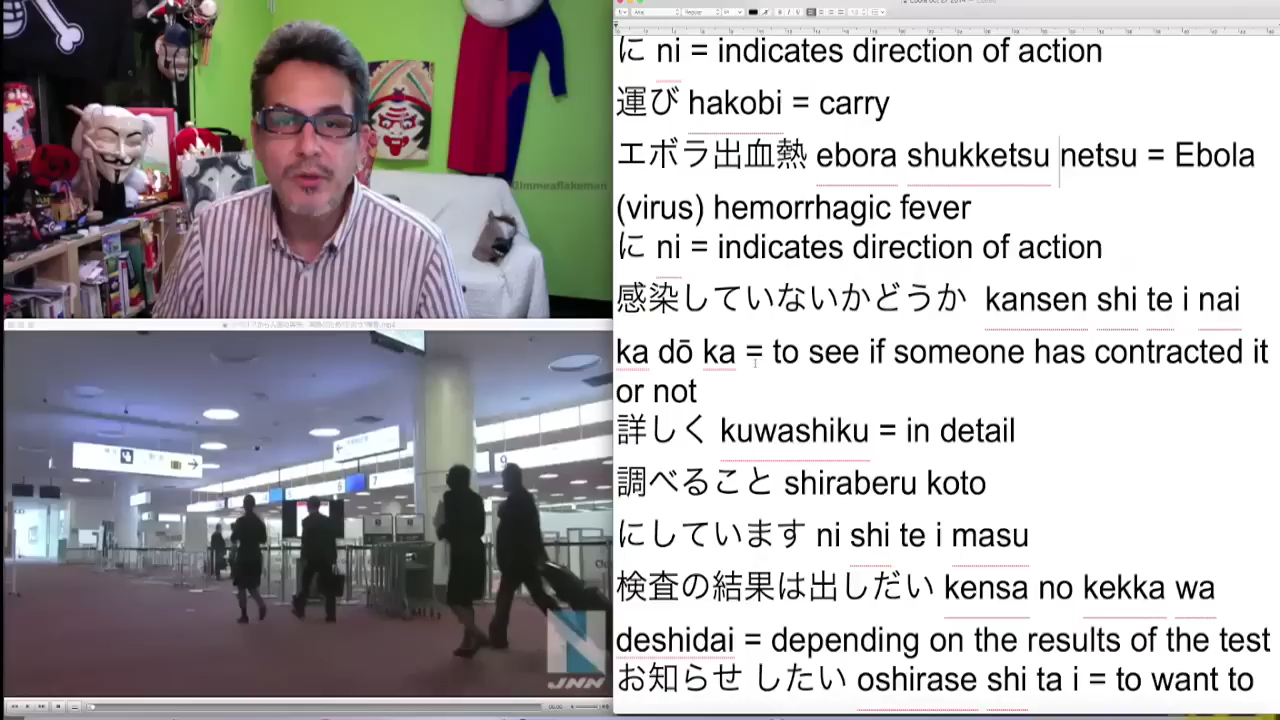 @immeaflakeman
に ni = indicates direction of action
運び hakobi = carry
エボラ出血熱 ebora shukketsu netsu = Ebola
(virus) hemorrhagic fever
に ni = indicates direction of action
感染していないかどうか kansen shi te i nai
ka dō ka = to see if someone has contracted it
or not
詳しく kuwashiku = in detail
調べること shiraberu koto
にしています ni shi te i masu
検査の結果は出しだい kensa no kekka wa
deshidai = depending on the results of the test
お知らせ したい oshirase shi ta i = to want to
9
7
N
JNN
00:00